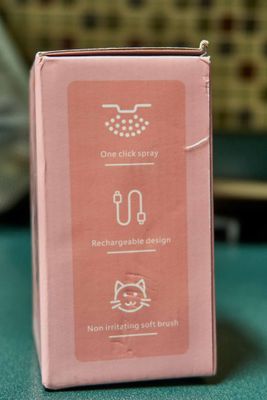 One click spray
Rechargeable design
Non irritating soft brush